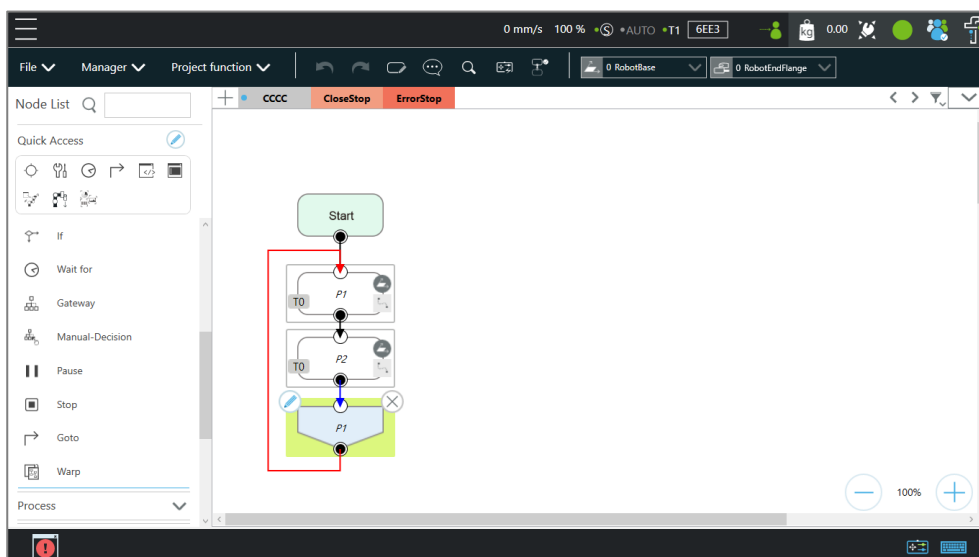 0 mm/s 100 % Ⓢ AUTO T1 6EE3 kg 0.00
File Manager Project function 0 RobotBase 0 RobotEndFlange
Node List
CCCC CloseStop ErrorStop
Quick Access
If
Wait for
Gateway
Manual-Decision
Pause
Stop
Goto
Warp
Process
Start
P1
T0
P2
T0
P1
100%